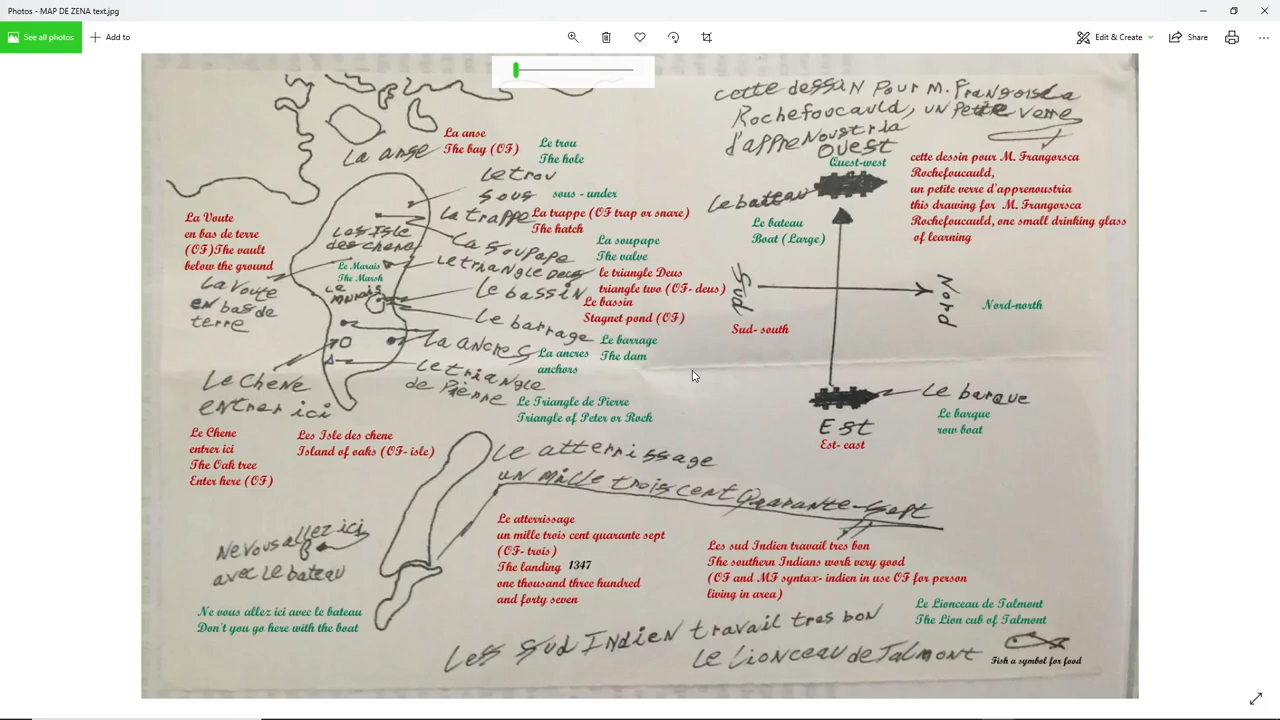 Photos - MAP DE ZENA text.jpg
See all photos
Add to
Edit & Create
Share
cette dessin pour M. Frangorsca
Rochefoucauld, un petite verre
d'apprenoustria
ouest
Quest-west
cette dessin pour M. Frangorsca
Rochefoucauld,
un petite verre d'apprenoustria
this drawing for M. Frangorsca
Rochefoucauld, one small drinking glass
of learning
Le bateau
Le bateau
Boat (Large)
Sud
Sud- south
Nord
Nord-north
Le barque
Le barque
row boat
Est
Est- east
La anse
La anse
The bay (OF)
Le trou
The hole
Le trou
sous
sous - under
La trappe
La trappe (OF trap or snare)
The hatch
La soupape
La soupape
The valve
Le triangle Deus
le triangle Deus
triangle two (OF- deus)
Le bassin
Le bassin
Stagnet pond (OF)
Le barrage
Le barrage
The dam
La ancres
La ancres
anchors
Le triangle
de Pierre
Le Triangle de Pierre
Triangle of Peter or Rock
Les Isle
des chene
Le Marais
The Marsh
Le
Marais
La Voute
en bas de terre
(OF)The vault
below the ground
La voute
en bas de
terre
Le Chene
entrer ici
Le Chene
entrer ici
The Oak tree
Enter here (OF)
Les Isle des chene
Island of oaks (OF- isle)
Le atterrissage
un mille trois cent Quarante-sept
Le atterrissage
un mille trois cent quarante sept
(OF- trois)
The landing 1347
one thousand three hundred
and forty seven
Ne vous allez ici
avec Le bateau
Ne vous allez ici avec le bateau
Don't you go here with the boat
Les sud Indien travail tres bon
The southern Indians work very good
(OF and MF syntax- indien in use OF for person
living in area)
Le Lionceau de Talmont
The Lion cub of Talmont
Les Sud Indien travail tres bon
Le Lionceau de Talmont
Fish a symbol for food